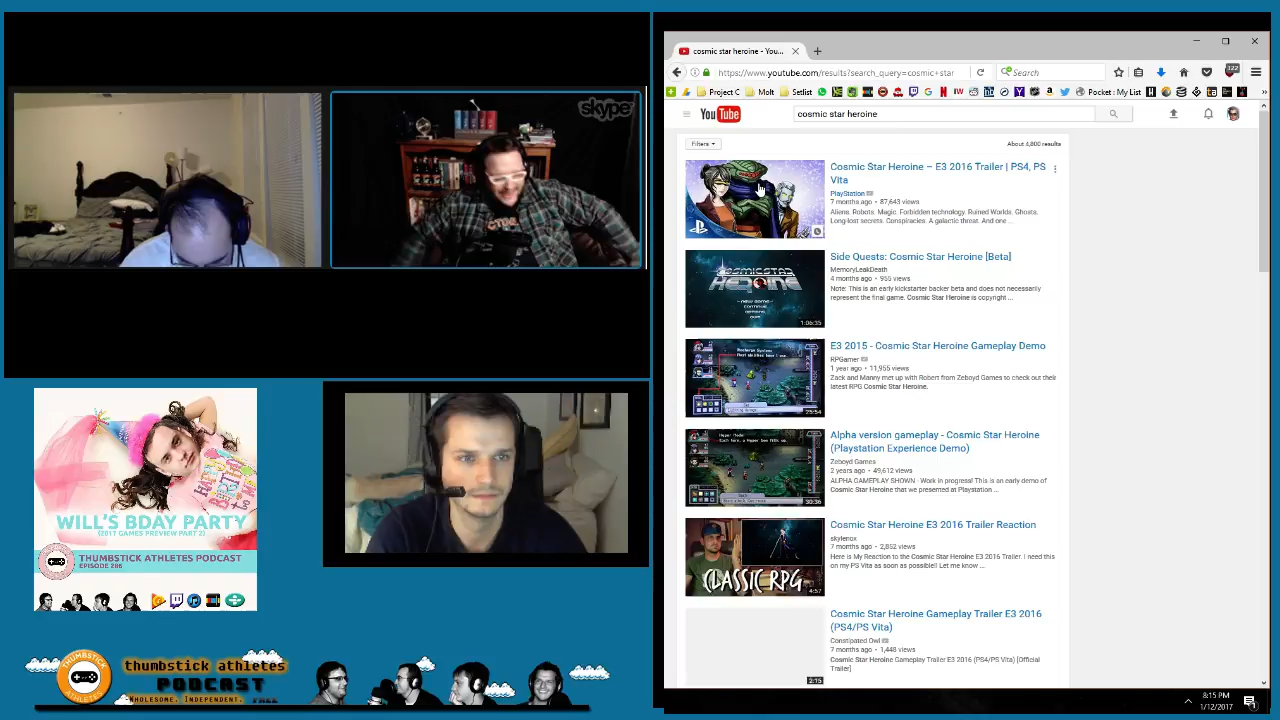 skype
WILL'S BDAY PARTY
(2017 GAMES PREVIEW PART 2)
THUMBSTICK ATHLETES PODCAST
EPISODE 286
THUMBSTICK
ATHLETES
thumbstick athletes
PODCAST
-Wholesome. Independent. Free
cosmic star heroine - You...
https://www.youtube.com/results?search_query=cosmic+star
Search
322
Project C
Molt
Setlist
Pocket : My List
YouTube
cosmic star heroine
Filters
About 4,800 results
Cosmic Star Heroine – E3 2016 Trailer | PS4, PS
Vita
PlayStation
7 months ago • 87,643 views
Aliens. Robots. Magic. Forbidden technology. Ruined Worlds. Ghosts.
Long-lost secrets. Conspiracies. A galactic threat. And one ...
COSMIC STAR
HEROINE
1:06:35
Side Quests: Cosmic Star Heroine [Beta]
MemoryLeakDeath
4 months ago • 955 views
Note: This is an early kickstarter backer beta and does not necessarily
represent the final game. Cosmic Star Heroine is copyright ...
E3 2015 - Cosmic Star Heroine Gameplay Demo
RPGamer
1 year ago • 11,955 views
Zack and Manny met up with Robert from Zeboyd Games to check out their
latest RPG Cosmic Star Heroine.
25:54
Alpha version gameplay - Cosmic Star Heroine
(Playstation Experience Demo)
Zeboyd Games
2 years ago • 49,612 views
ALPHA GAMEPLAY SHOWN - Work in progress! This is an early demo of
Cosmic Star Heroine that we presented at Playstation ...
30:36
Cosmic Star Heroine E3 2016 Trailer Reaction
skylenox
7 months ago • 2,852 views
Here is My Reaction to the Cosmic Star Heroine E3 2016 Trailer. I need this
on my PS Vita as soon as possible!! Let me know ...
CLASSIC RPG
4:57
Cosmic Star Heroine Gameplay Trailer E3 2016
(PS4/PS Vita)
Constipated Owl
7 months ago • 1,448 views
Cosmic Star Heroine Gameplay Trailer E3 2016 (PS4/PS Vita) [Official
Trailer]
2:15
8:15 PM
1/12/2017